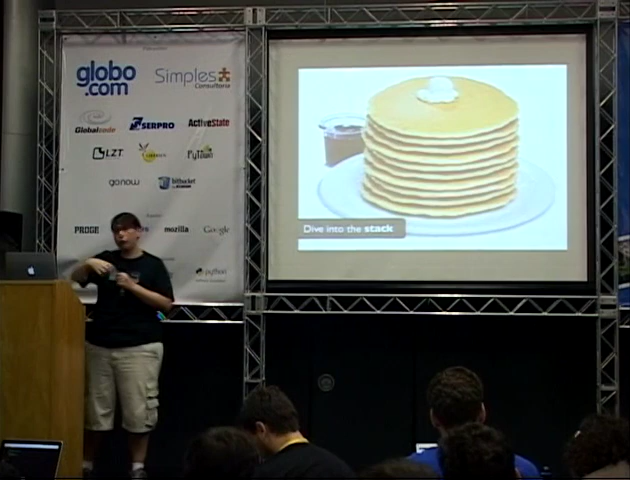 globo
.com
Simples
Consultoria
Globalcode
SERPRO
ActiveState
LZT
PyTown
gonow
bitbucket
PROGE
mozilla
Google
python
Dive into the stack